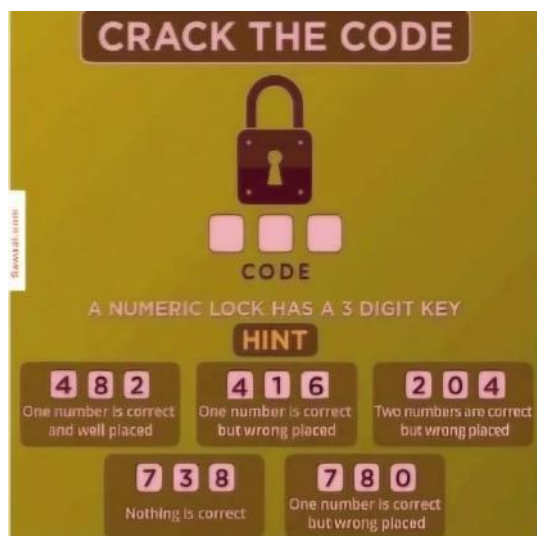 CRACK THE CODE
CODE
A NUMERIC LOCK HAS A 3 DIGIT KEY
HINT
4 8 2
One number is correct
and well placed
4 1 6
One number is correct
but wrong placed
2 0 4
Two numbers are correct
but wrong placed
7 3 8
Nothing is correct
7 8 0
One number is correct
but wrong placed